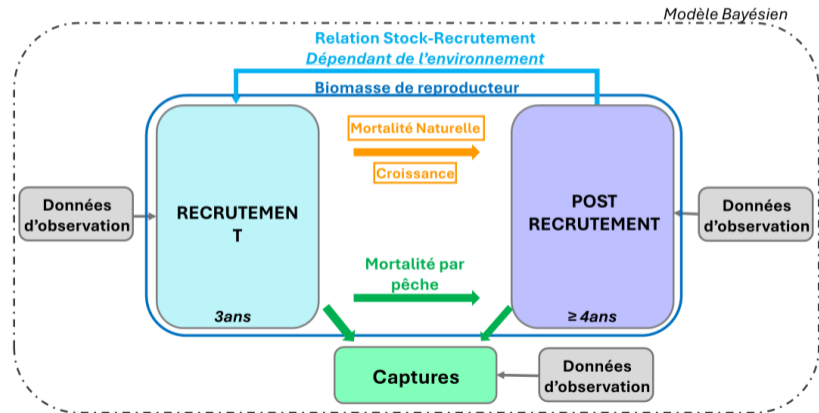 Modèle Bayésien
Relation Stock-Recrutement
Dépendant de l'environnement
Biomasse de reproducteur
Mortalité Naturelle
Croissance
Données
d'observation
RECRUTEMEN
T
3ans
POST
RECRUTEMENT
≥ 4ans
Données
d'observation
Mortalité par
pêche
Captures
Données
d'observation